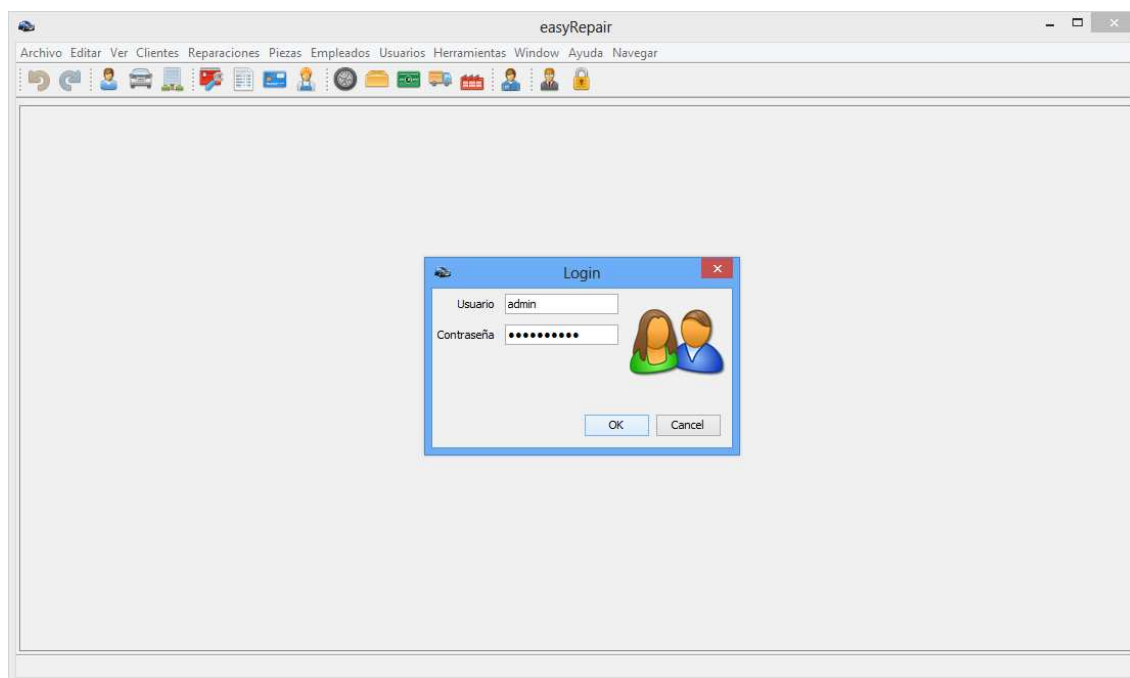 easyRepair
Archivo Editar Ver Clientes Reparaciones Piezas Empleados Usuarios Herramientas Window Ayuda Navegar
Login
Usuario admin
Contraseña ••••••••••
OK Cancel